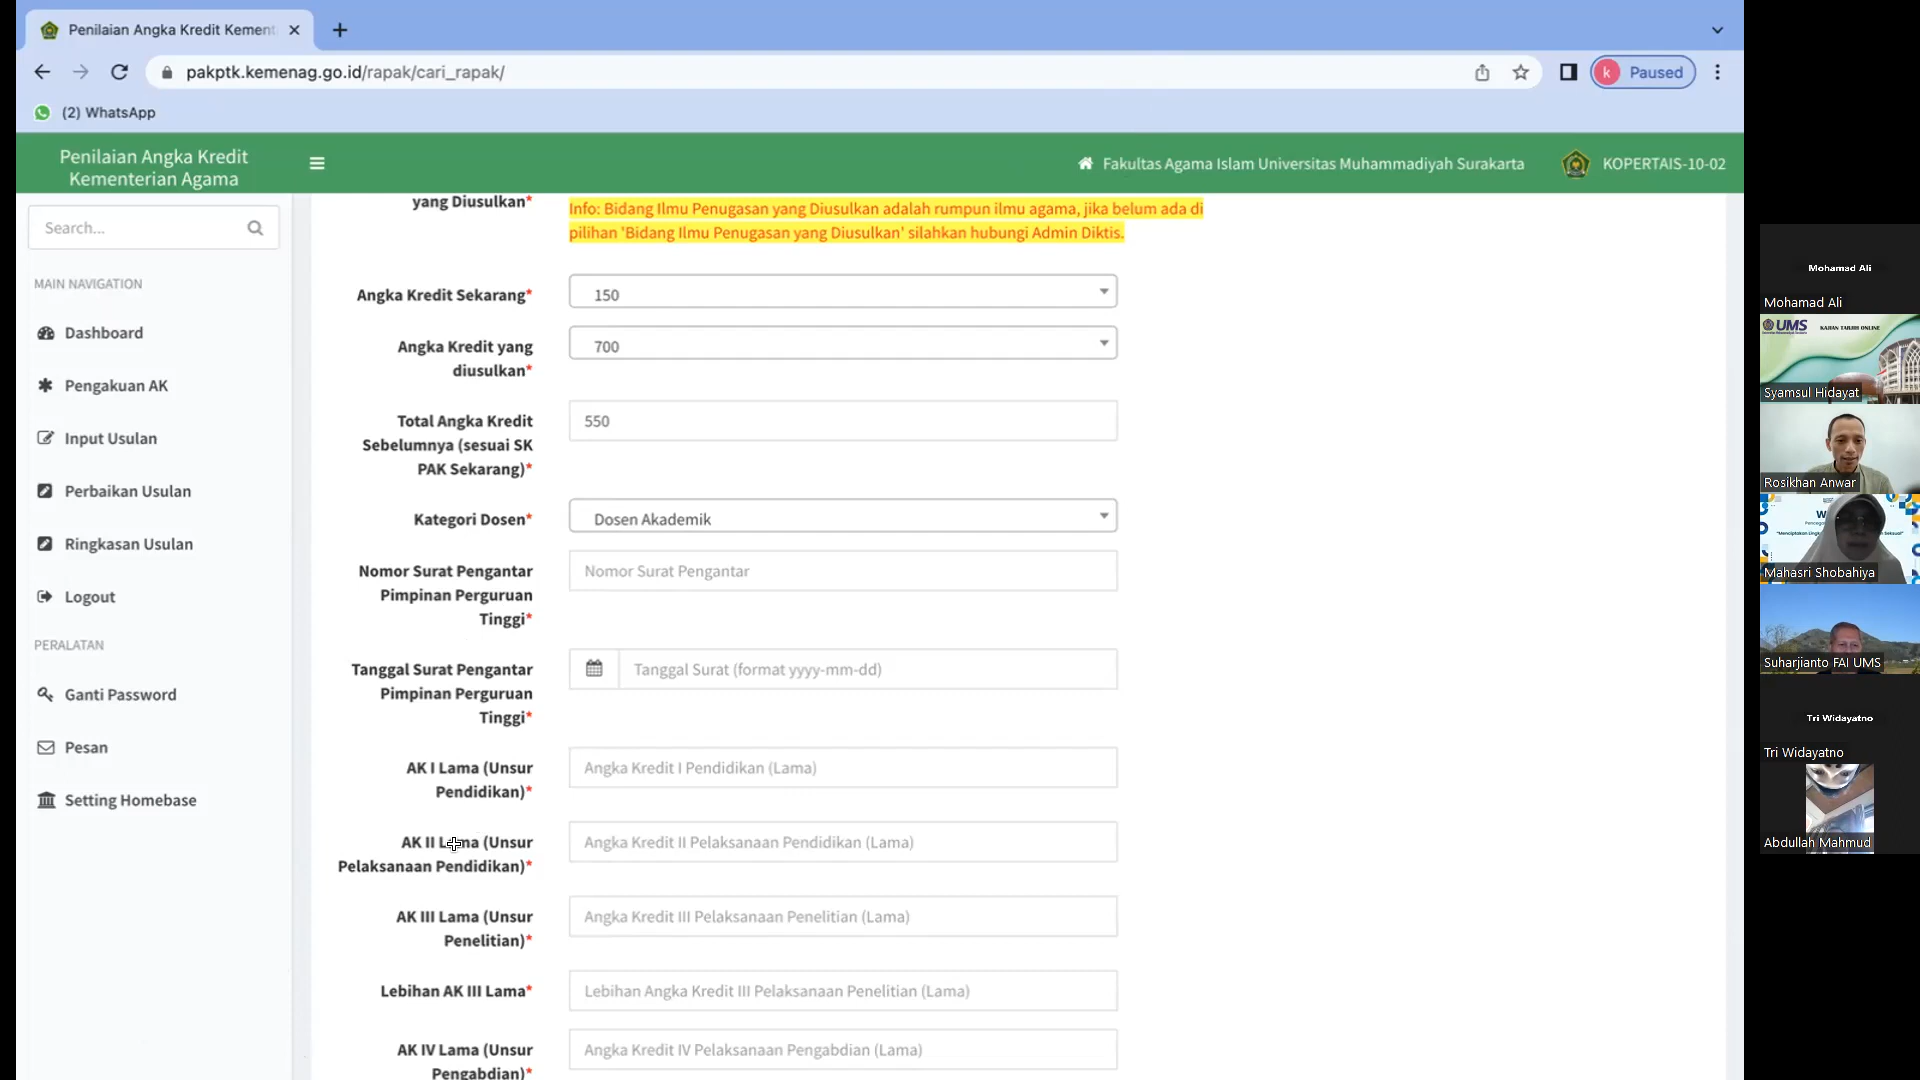 Penilaian Angka Kredit Kement
pakptk.kemenag.go.id/rapak/cari_rapak/
k Paused
(2) WhatsApp
Penilaian Angka Kredit
Kementerian Agama
Fakultas Agama Islam Universitas Muhammadiyah Surakarta
KOPERTAIS-10-02
Search...
MAIN NAVIGATION
Dashboard
Pengakuan AK
Input Usulan
Perbaikan Usulan
Ringkasan Usulan
Logout
PERALATAN
Ganti Password
Pesan
Setting Homebase
yang Diusulkan*
Info: Bidang Ilmu Penugasan yang Diusulkan adalah rumpun ilmu agama, jika belum ada di
pilihan 'Bidang Ilmu Penugasan yang Diusulkan' silahkan hubungi Admin Diktis.
Angka Kredit Sekarang*
150
Angka Kredit yang
diusulkan*
700
Total Angka Kredit
Sebelumnya (sesuai SK
PAK Sekarang)*
550
Kategori Dosen*
Dosen Akademik
Nomor Surat Pengantar
Pimpinan Perguruan
Tinggi*
Nomor Surat Pengantar
Tanggal Surat Pengantar
Pimpinan Perguruan
Tinggi*
Tanggal Surat (format yyyy-mm-dd)
AK I Lama (Unsur
Pendidikan)*
Angka Kredit I Pendidikan (Lama)
AK II Lama (Unsur
Pelaksanaan Pendidikan)*
Angka Kredit II Pelaksanaan Pendidikan (Lama)
AK III Lama (Unsur
Penelitian)*
Angka Kredit III Pelaksanaan Penelitian (Lama)
Lebihan AK III Lama*
Lebihan Angka Kredit III Pelaksanaan Penelitian (Lama)
AK IV Lama (Unsur
Pengabdian)*
Angka Kredit IV Pelaksanaan Pengabdian (Lama)
Mohamad Ali
Mohamad Ali
UMS
KAJIAN TARJIH ONLINE
Syamsul Hidayat
Rosikhan Anwar
Mahasri Shobahiya
Suharjianto FAI UMS
Tri Widayatno
Tri Widayatno
Abdullah Mahmud